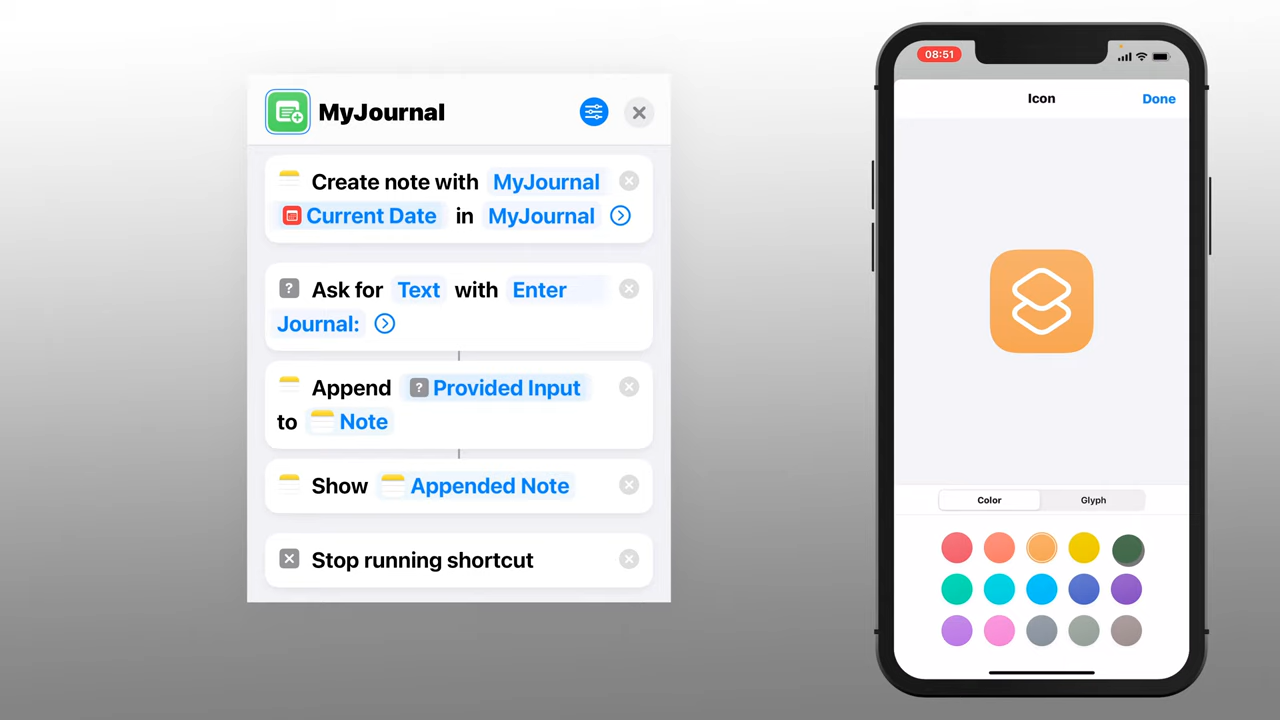 MyJournal
Create note with MyJournal
Current Date in MyJournal
? Ask for Text with Enter
Journal:
Append ? Provided Input
to Note
Show Appended Note
Stop running shortcut
08:51
Icon Done
Color Glyph